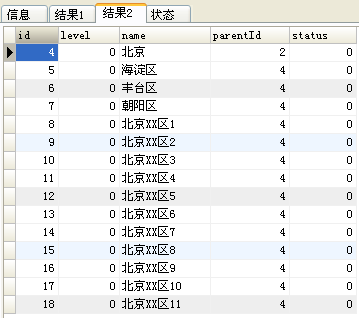 信息 结果1 结果2 状态
id level name parentId status
4 0 北京 2 0
5 0 海淀区 4 0
6 0 丰台区 4 0
7 0 朝阳区 4 0
8 0 北京XX区1 4 0
9 0 北京XX区2 4 0
10 0 北京XX区3 4 0
11 0 北京XX区4 4 0
12 0 北京XX区5 4 0
13 0 北京XX区6 4 0
14 0 北京XX区7 4 0
15 0 北京XX区8 4 0
16 0 北京XX区9 4 0
17 0 北京XX区10 4 0
18 0 北京XX区11 4 0